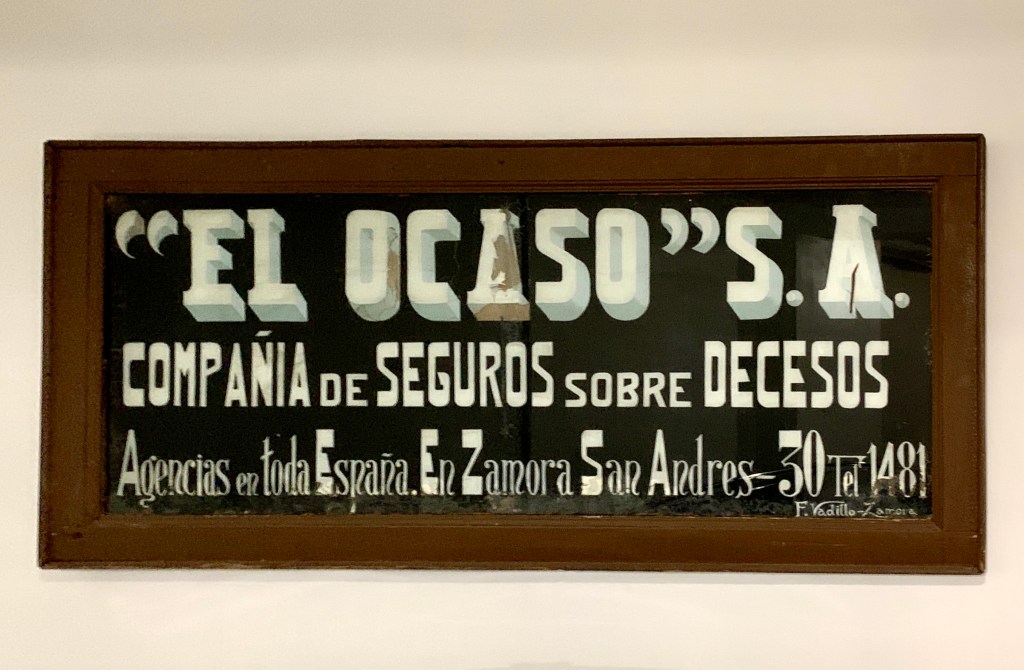 “EL OCASO” S.A.
COMPAÑIA DE SEGUROS SOBRE DECESOS
Agencias en toda España. En Zamora San Andres-30 Telf 1481
F. Vadillo-Zamora